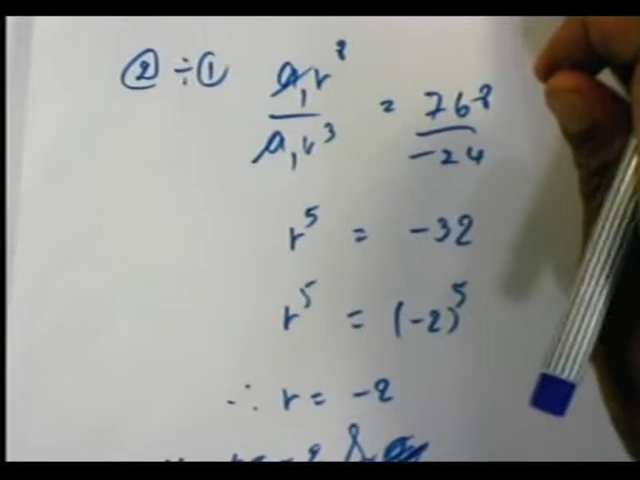 ② ÷ ① a₁r⁸ / a₁r³ = 768 / -24
r⁵ = -32
r⁵ = (-2)⁵
∴ r = -2